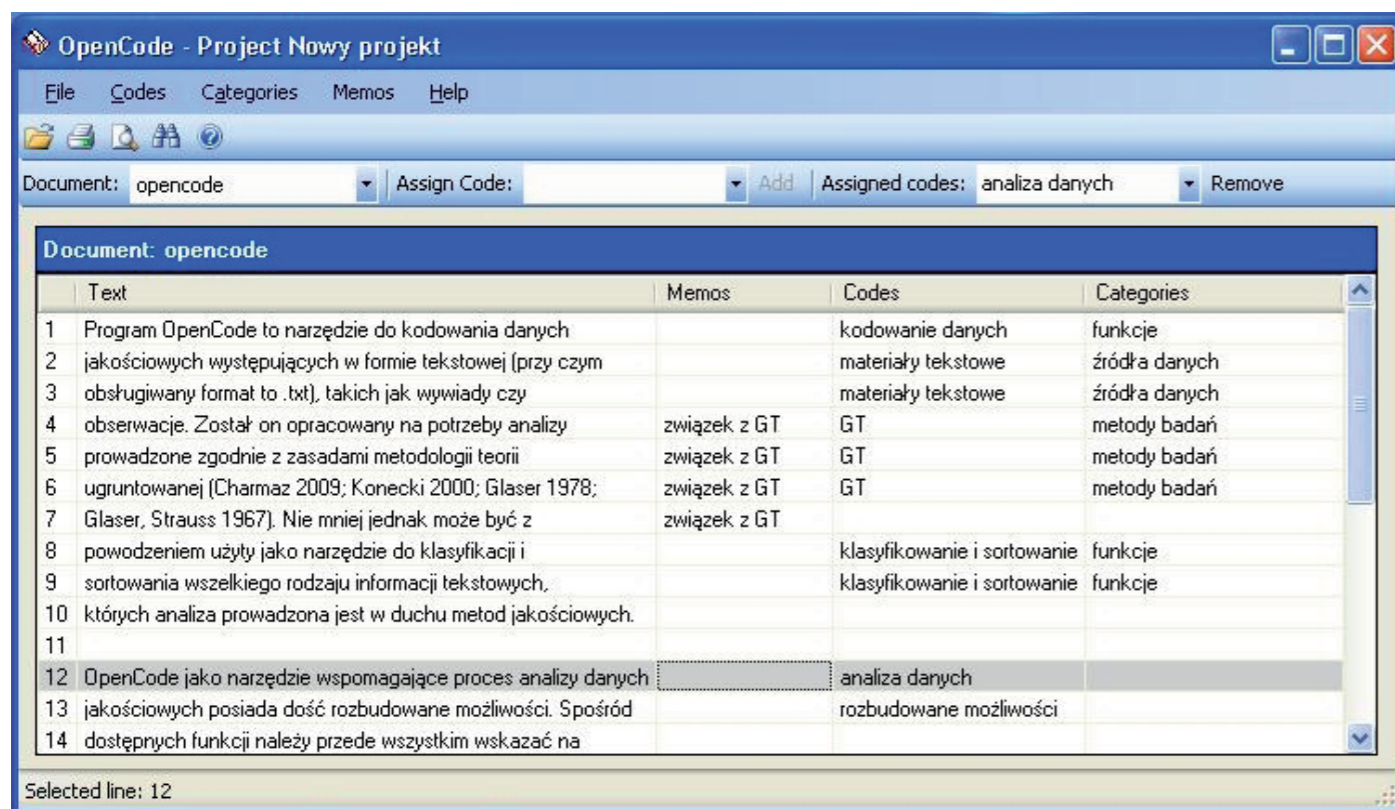 OpenCode - Project Nowy projekt
File Codes Categories Memos Help
Document: opencode Assign Code: Add Assigned codes: analiza danych Remove
Document: opencode
Text Memos Codes Categories
1 Program OpenCode to narzędzie do kodowania danych kodowanie danych funkcje
2 jakościowych występujących w formie tekstowej (przy czym materiały tekstowe źródła danych
3 obsługiwany format to .txt), takich jak wywiady czy materiały tekstowe źródła danych
4 obserwacje. Został on opracowany na potrzeby analizy związek z GT GT metody badań
5 prowadzone zgodnie z zasadami metodologii teorii związek z GT GT metody badań
6 ugruntowanej (Charmaz 2009; Konecki 2000; Glaser 1978; związek z GT GT metody badań
7 Glaser, Strauss 1967). Nie mniej jednak może być z związek z GT
8 powodzeniem użyty jako narzędzie do klasyfikacji i klasyfikowanie i sortowanie funkcje
9 sortowania wszelkiego rodzaju informacji tekstowych, klasyfikowanie i sortowanie funkcje
10 których analiza prowadzona jest w duchu metod jakościowych.
11
12 OpenCode jako narzędzie wspomagające proces analizy danych analiza danych
13 jakościowych posiada dość rozbudowane możliwości. Spośród rozbudowane możliwości
14 dostępnych funkcji należy przede wszystkim wskazać na
Selected line: 12